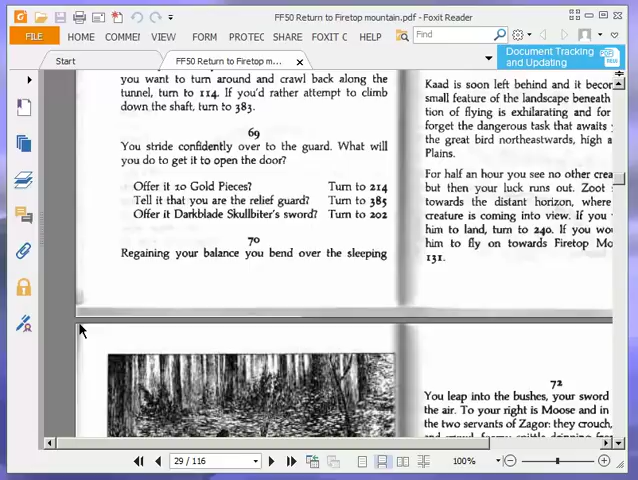 FF50 Return to Firetop mountain.pdf - Foxit Reader
FILE HOME COMMEI FORM PROTEC SHARE FOXIT C Find
Start FF50 Return to Firetop m...
Document Tracking
and Updating
you want to turn around and crawl back along the
tunnel, turn to 114. If you'd rather attempt to climb
down the shaft, turn to 383.
69
You stride confidently over to the guard. What will
you do to get it to open the door?
Offer it 10 Gold Pieces? Turn to 214
Tell it that you are the relief guard? Turn to 385
Offer it Darkblade Skullbiter's sword? Turn to 202
70
Regaining your balance you bend over the sleeping
Kaad is soon left behind and it becor
small feature of the landscape beneath
tion of flying is exhilarating and for
forget the dangerous task that awaits
the great bird northeastwards, high a
Plains.
For half an hour you see no other crea
but then your luck runs out. Zoot s
towards the distant horizon, where
creature is coming into view. If you
him to land, turn to 240. If you wou
him to fly on towards Firetop Mo
131.
72
You leap into the bushes, your sword
the air. To your right is Moose and in
the two servants of Zagor: they crouch,
29 / 116
100%